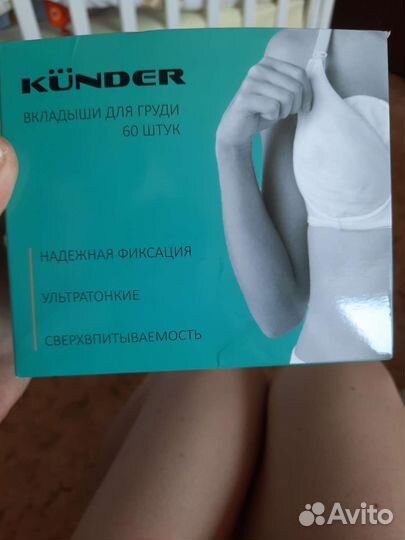 KÜNDER
ВКЛАДЫШИ ДЛЯ ГРУДИ
60 ШТУК
НАДЕЖНАЯ ФИКСАЦИЯ
УЛЬТРАТОНКИЕ
СВЕРХВПИТЫВАЕМОСТЬ
Avito